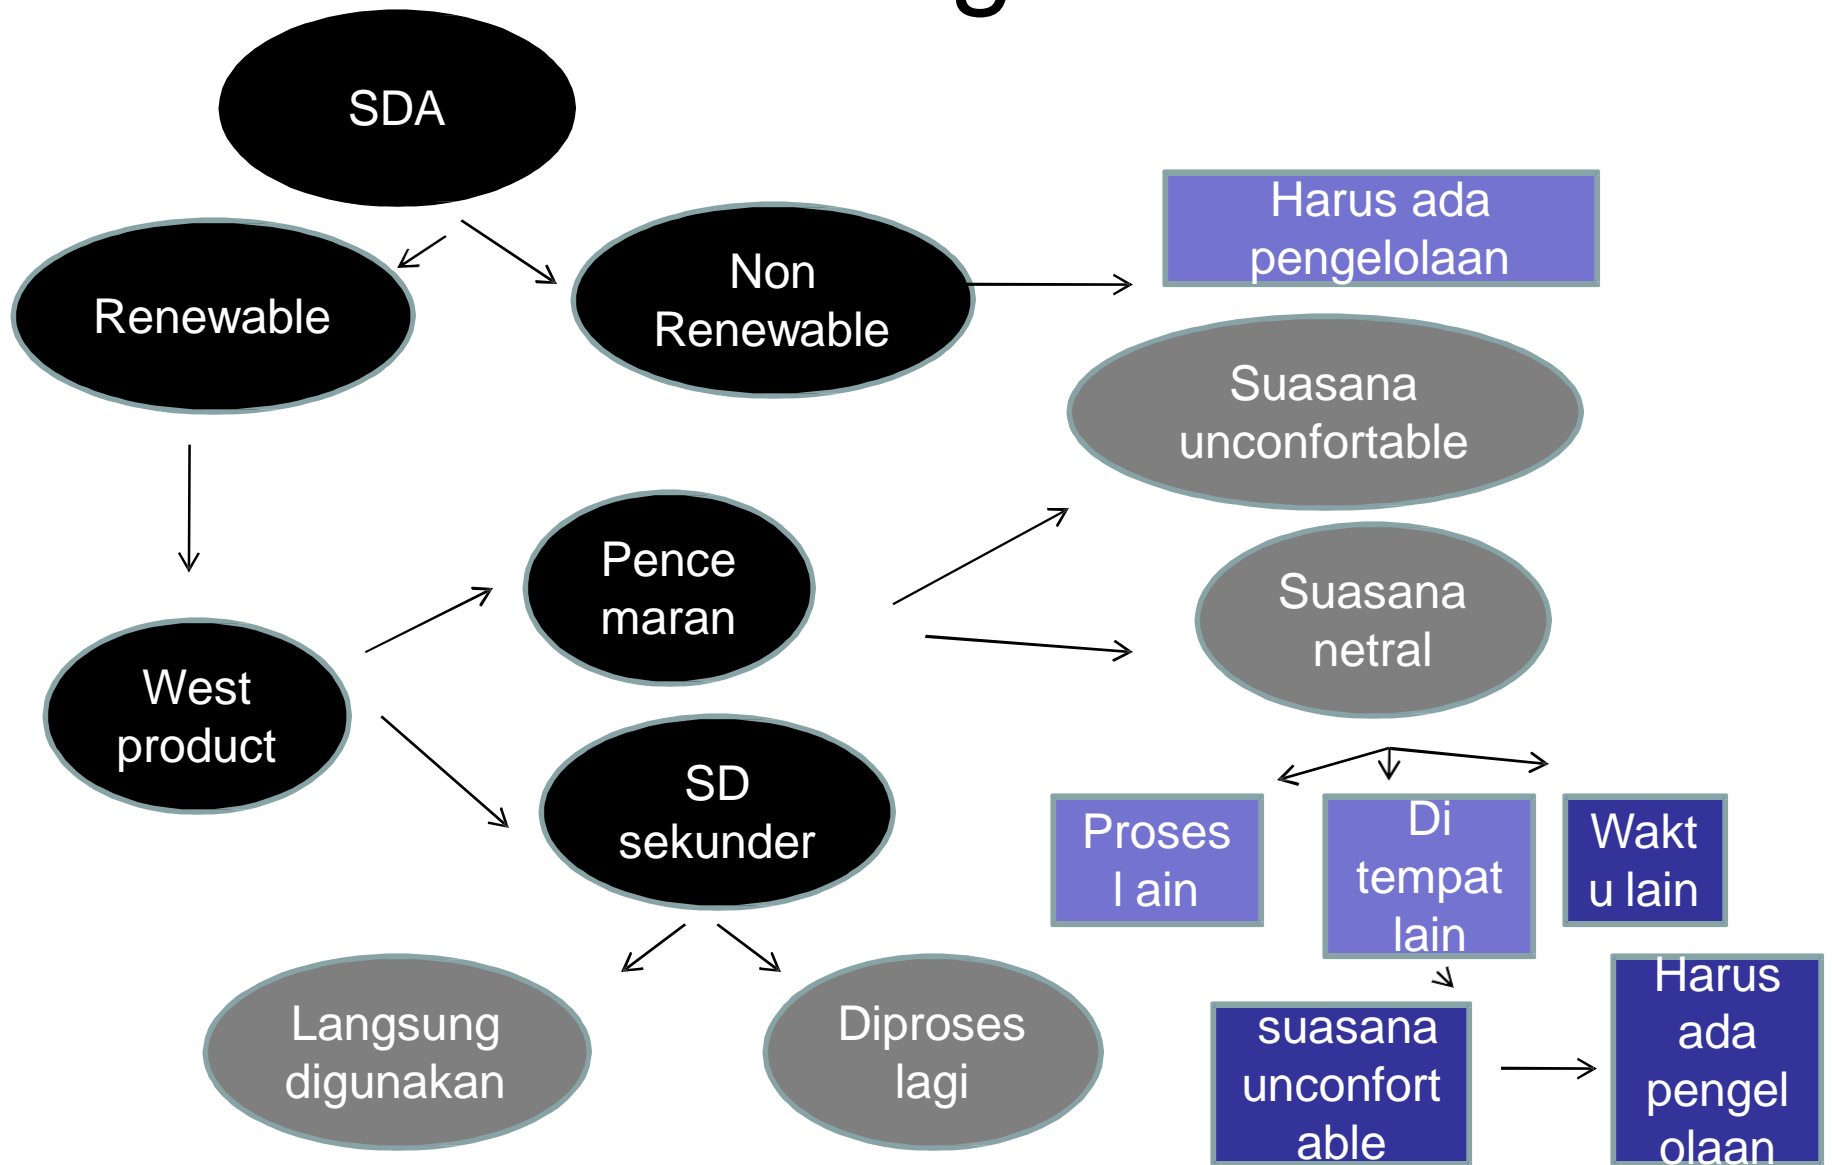 SDA
Harus ada
pengelolaan
Renewable
Non
Renewable
Suasana
unconfortable
Pence
maran
Suasana
netral
West
product
SD
sekunder
Proses
l ain
Di
tempat
lain
Wakt
u lain
Langsung
digunakan
Diproses
lagi
suasana
unconfort
able
Harus
ada
pengel
olaan